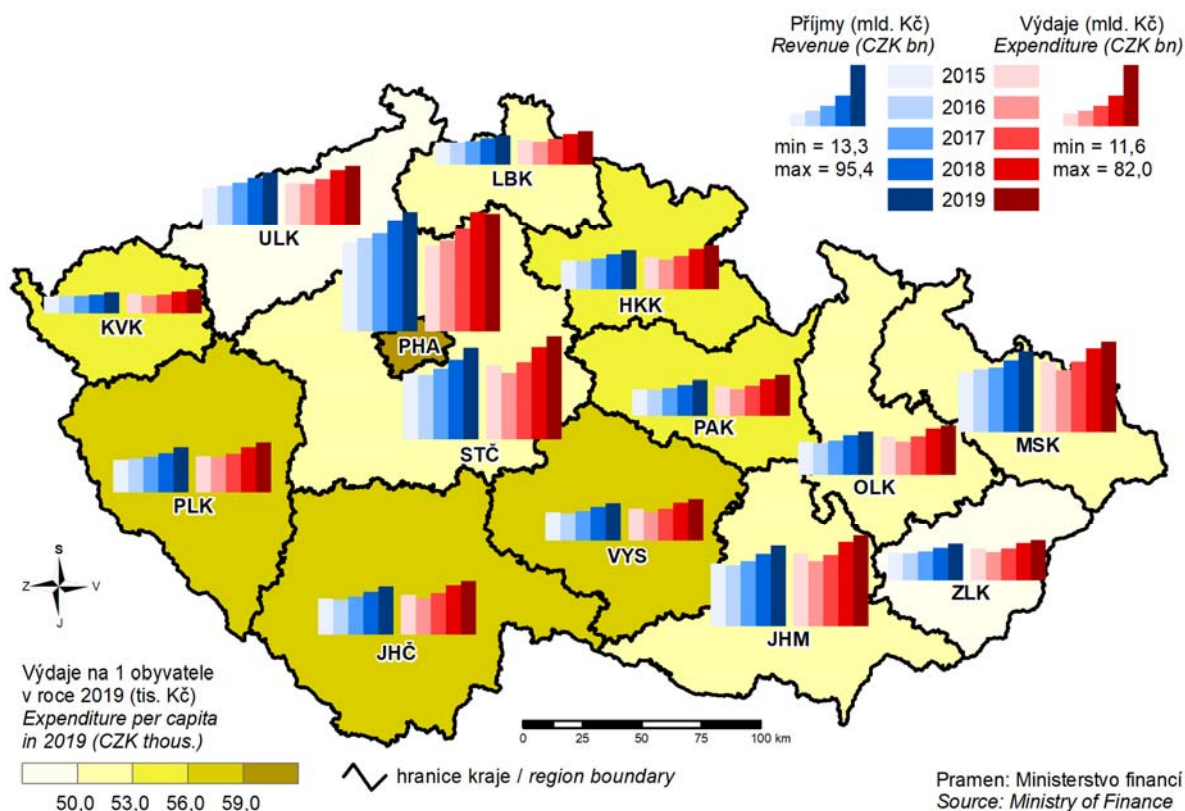 Příjmy (mld. Kč)
Revenue (CZK bn)
Výdaje (mld. Kč)
Expenditure (CZK bn)
2015
2016
2017
2018
2019
min = 13,3
max = 95,4
min = 11,6
max = 82,0
LBK
ULK
HKK
KVK
PHA
PAK
STČ
MSK
OLK
PLK
VYS
ZLK
JHM
JHČ
S
Z
V
J
Výdaje na 1 obyvatele
v roce 2019 (tis. Kč)
Expenditure per capita
in 2019 (CZK thous.)
50,0 53,0 56,0 59,0
0 25 50 75 100 km
hranice kraje / region boundary
Pramen: Ministerstvo financí
Source: Ministry of Finance